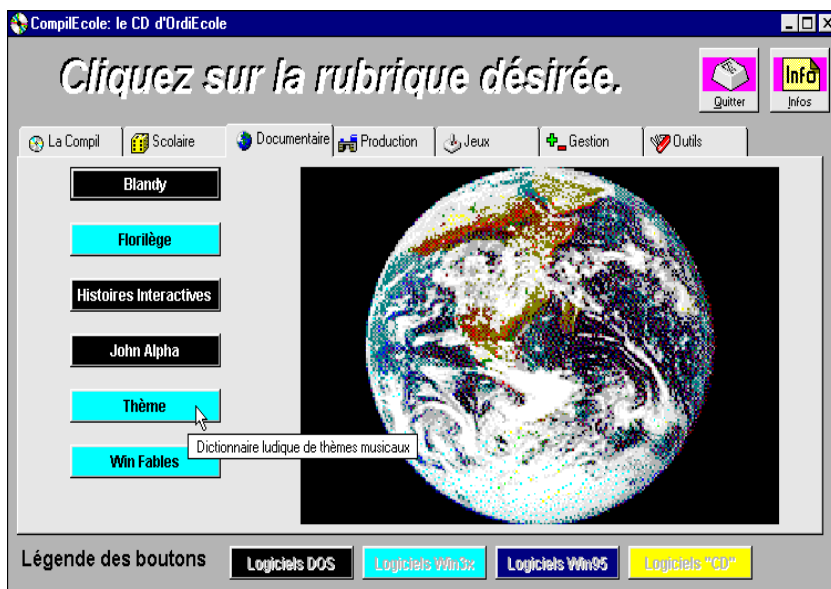 CompilEcole: le CD d'OrdiEcole
Cliquez sur la rubrique désirée.
Quitter
Info
Infos
La Compil
Scolaire
Documentaire
Production
Jeux
Gestion
Outils
Blandy
Florilège
Histoires Interactives
John Alpha
Thème
Dictionnaire ludique de thèmes musicaux
Win Fables
Légende des boutons
Logiciels DOS
Logiciels Win3x
Logiciels Win95
Logiciels "CD"